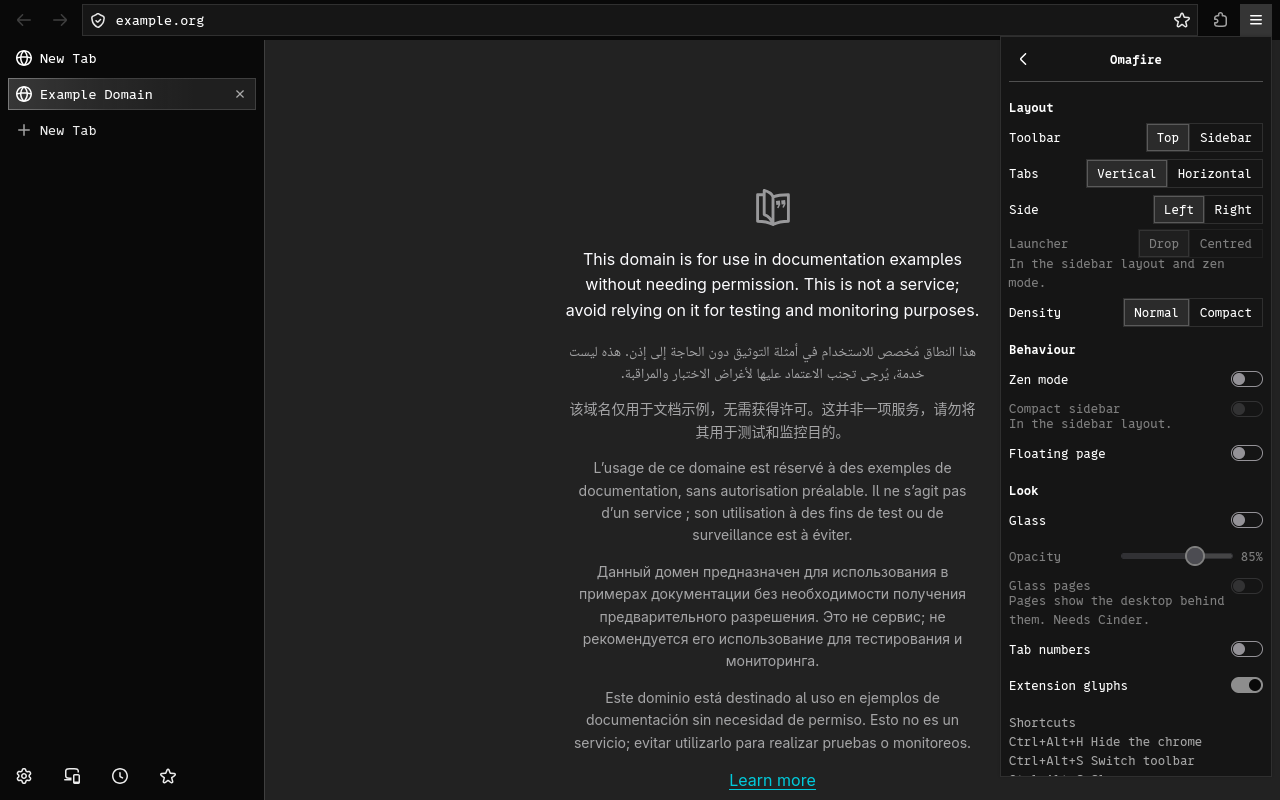 example.org
New Tab
Example Domain
New Tab
This domain is for use in documentation examples
without needing permission. This is not a service;
avoid relying on it for testing and monitoring purposes.
هذا النطاق مُخصص للاستخدام في أمثلة التوثيق دون الحاجة إلى إذن. هذه ليست
خدمة، يُرجى تجنب الاعتماد عليها لأغراض الاختبار والمراقبة.
该域名仅用于文档示例，无需获得许可。这并非一项服务，请勿将
其用于测试和监控目的。
L’usage de ce domaine est réservé à des exemples de
documentation, sans autorisation préalable. Il ne s’agit pas
d’un service ; son utilisation à des fins de test ou de
surveillance est à éviter.
Данный домен предназначен для использования в
примерах документации без необходимости получения
предварительного разрешения. Это не сервис; не
рекомендуется его использование для тестирования и
мониторинга.
Este dominio está destinado al uso en ejemplos de
documentación sin necesidad de permiso. Esto no es un
servicio; evitar utilizarlo para realizar pruebas o monitoreos.
Learn more
Omafire
Layout
Toolbar Top Sidebar
Tabs Vertical Horizontal
Side Left Right
Launcher Drop Centred
In the sidebar layout and zen
mode.
Density Normal Compact
Behaviour
Zen mode
Compact sidebar
In the sidebar layout.
Floating page
Look
Glass
Opacity 85%
Glass pages
Pages show the desktop behind
them. Needs Cinder.
Tab numbers
Extension glyphs
Shortcuts
Ctrl+Alt+H Hide the chrome
Ctrl+Alt+S Switch toolbar